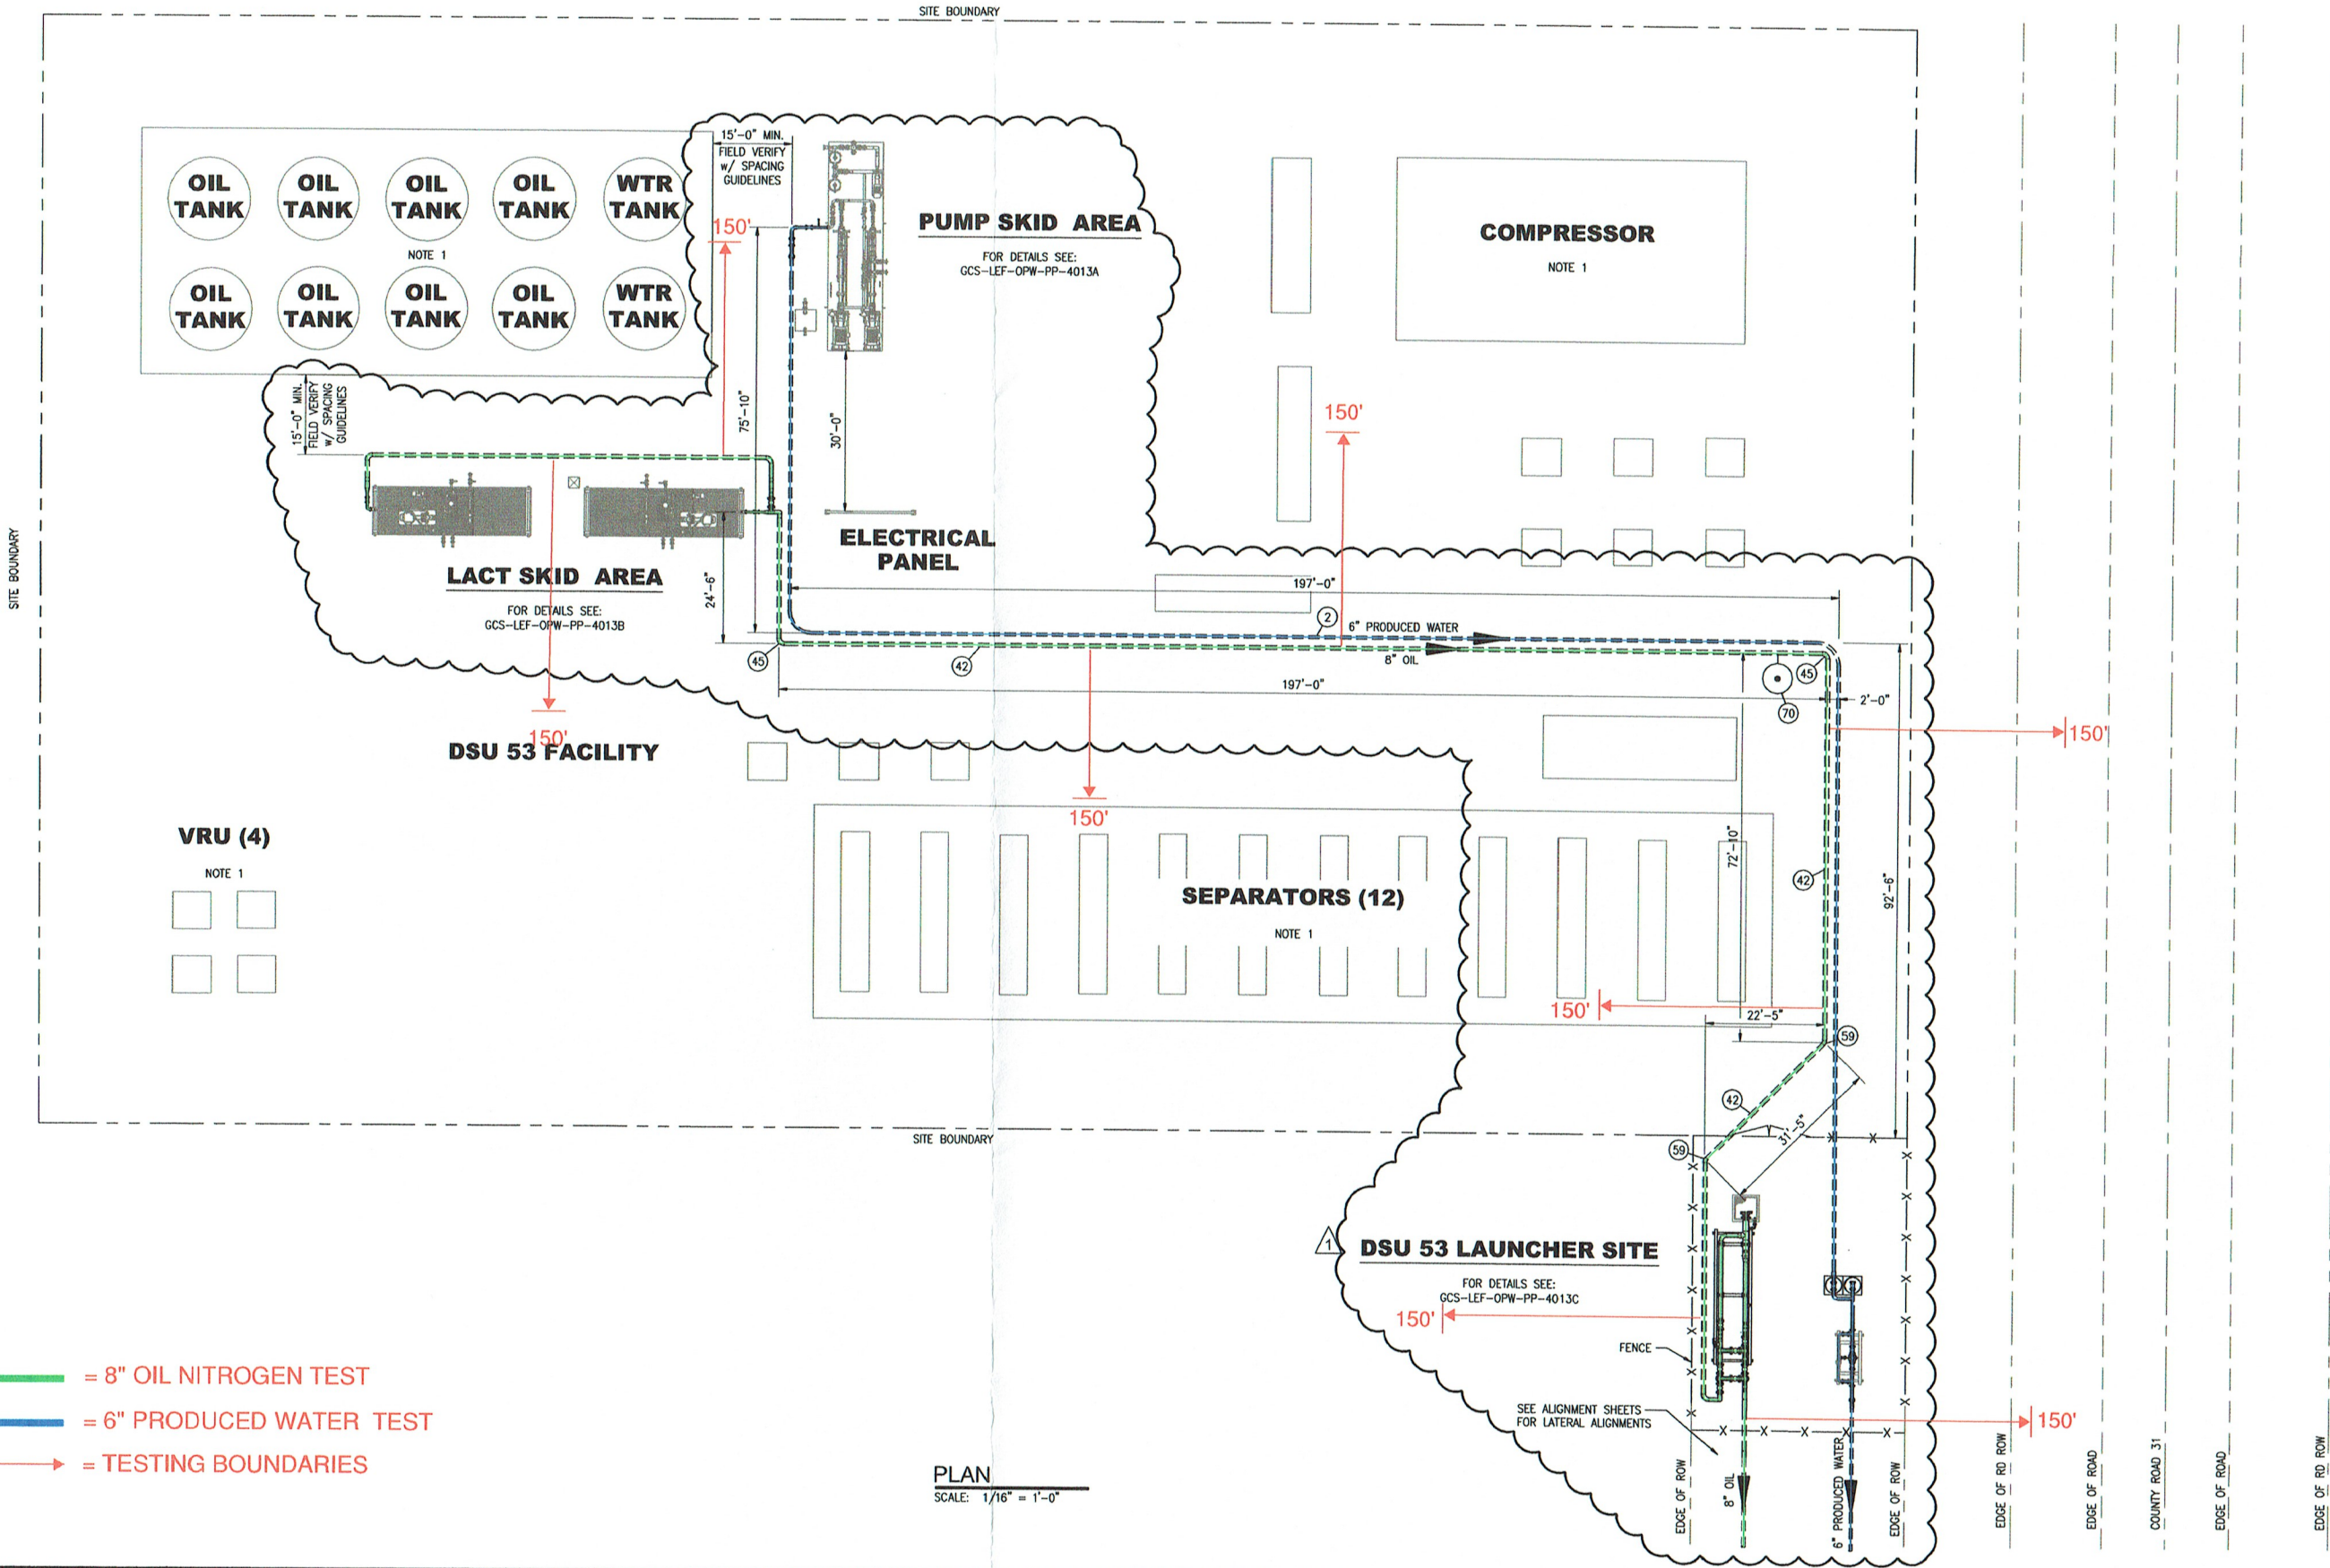 SITE BOUNDARY
15'-0" MIN.
FIELD VERIFY
w/ SPACING
GUIDELINES
OIL
TANK
OIL
TANK
OIL
TANK
OIL
TANK
WTR
TANK
NOTE 1
OIL
TANK
OIL
TANK
OIL
TANK
OIL
TANK
WTR
TANK
150'
PUMP SKID AREA
FOR DETAILS SEE:
GCS-LEF-OPW-PP-4013A
COMPRESSOR
NOTE 1
15'-0" MIN.
FIELD VERIFY
w/ SPACING
GUIDELINES
75'-10"
30'-0"
150'
ELECTRICAL
PANEL
SITE BOUNDARY
LACT SKID AREA
FOR DETAILS SEE:
GCS-LEF-OPW-PP-4013B
24'-6"
197'-0"
2
6" PRODUCED WATER
45
42
8" OIL
45
197'-0"
70
2'-0"
150'
150'
DSU 53 FACILITY
150'
VRU (4)
NOTE 1
SEPARATORS (12)
NOTE 1
72'-10"
42
92'-6"
150'
22'-5"
59
42
31'-5"
SITE BOUNDARY
59
1
DSU 53 LAUNCHER SITE
FOR DETAILS SEE:
GCS-LEF-OPW-PP-4013C
150'
FENCE
= 8" OIL NITROGEN TEST
= 6" PRODUCED WATER TEST
= TESTING BOUNDARIES
SEE ALIGNMENT SHEETS
FOR LATERAL ALIGNMENTS
150'
PLAN
SCALE: 1/16" = 1'-0"
EDGE OF ROW
8" OIL
6" PRODUCED WATER
EDGE OF ROW
EDGE OF RD ROW
EDGE OF ROAD
COUNTY ROAD 31
EDGE OF ROAD
EDGE OF RD ROW